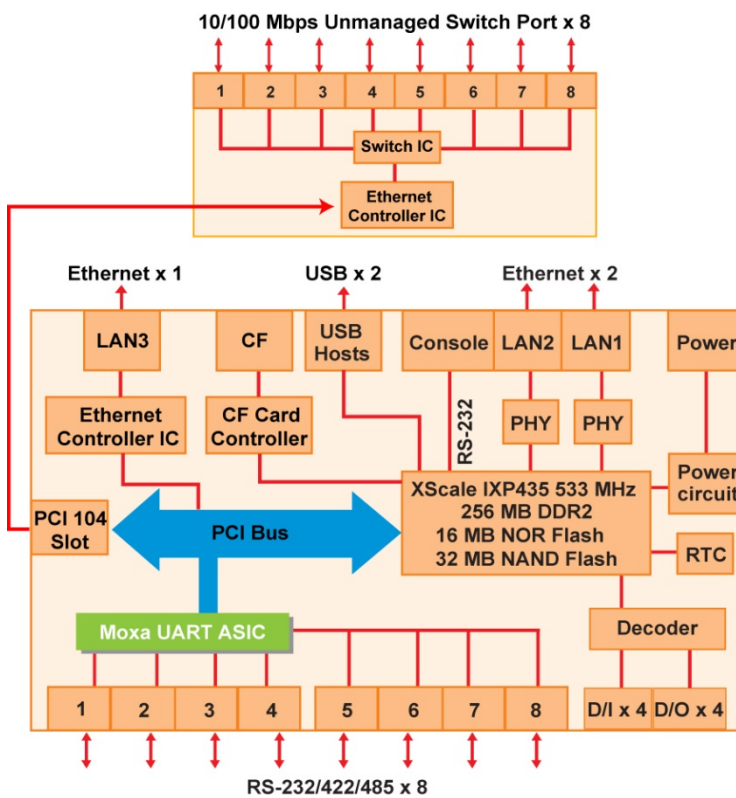 10/100 Mbps Unmanaged Switch Port x 8
1 2 3 4 5 6 7 8
Switch IC
Ethernet
Controller IC
Ethernet x 1
USB x 2
Ethernet x 2
LAN3
CF
USB
Hosts
Console
LAN2
LAN1
Power
Ethernet
Controller IC
CF Card
Controller
RS-232
PHY
PHY
Power
circuit
XScale IXP435 533 MHz
256 MB DDR2
16 MB NOR Flash
32 MB NAND Flash
PCI 104
Slot
PCI Bus
RTC
Moxa UART ASIC
Decoder
1 2 3 4 5 6 7 8
D/I x 4
D/O x 4
RS-232/422/485 x 8